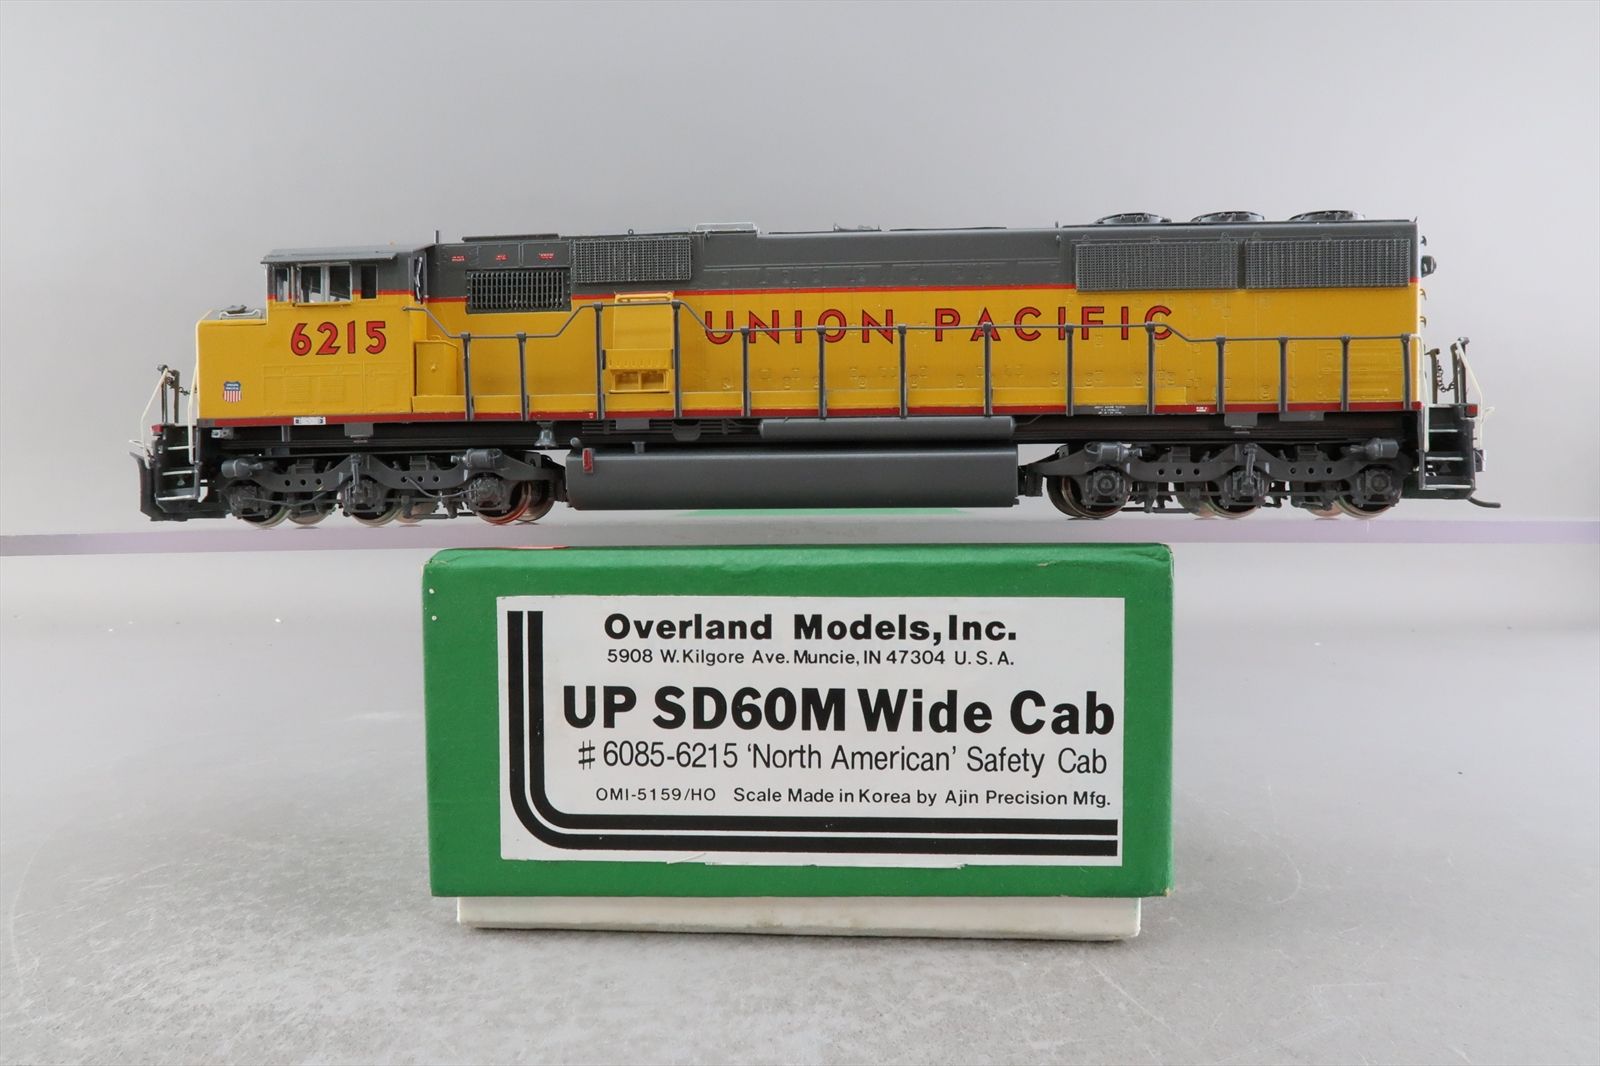 6215
UNION PACIFIC
Overland Models, Inc.
5908 W. Kilgore Ave. Muncie, IN 47304 U. S. A.
UP SD60M Wide Cab
# 6085-6215 'North American' Safety Cab
OMI-5159/HO Scale Made in Korea by Ajin Precision Mfg.